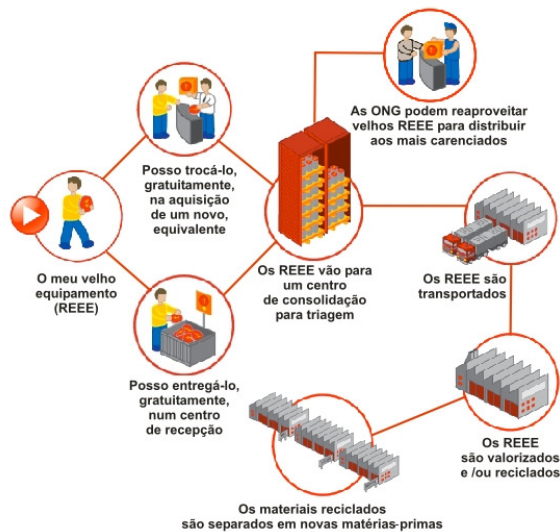 As ONG podem reaproveitar
velhos REEE para distribuir
aos mais carenciados
Posso trocá-lo,
gratuitamente,
na aquisição
de um novo,
equivalente
O meu velho
equipamento
(REEE)
Os REEE vão para
um centro
de consolidação
para triagem
Os REEE são
transportados
Posso entregá-lo,
gratuitamente,
num centro
de recepção
Os REEE
são valorizados
e /ou reciclados
Os materiais reciclados
são separados em novas matérias-primas